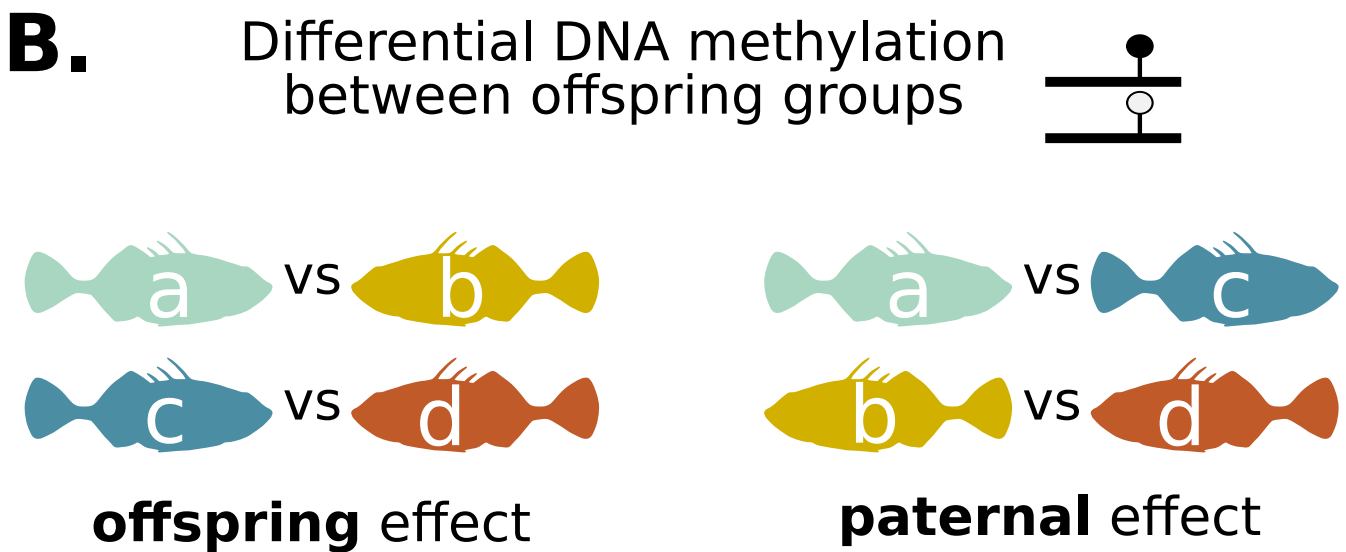 B.
Differential DNA methylation
between offspring groups
a vs b
c vs d
offspring effect
a vs c
b vs d
paternal effect